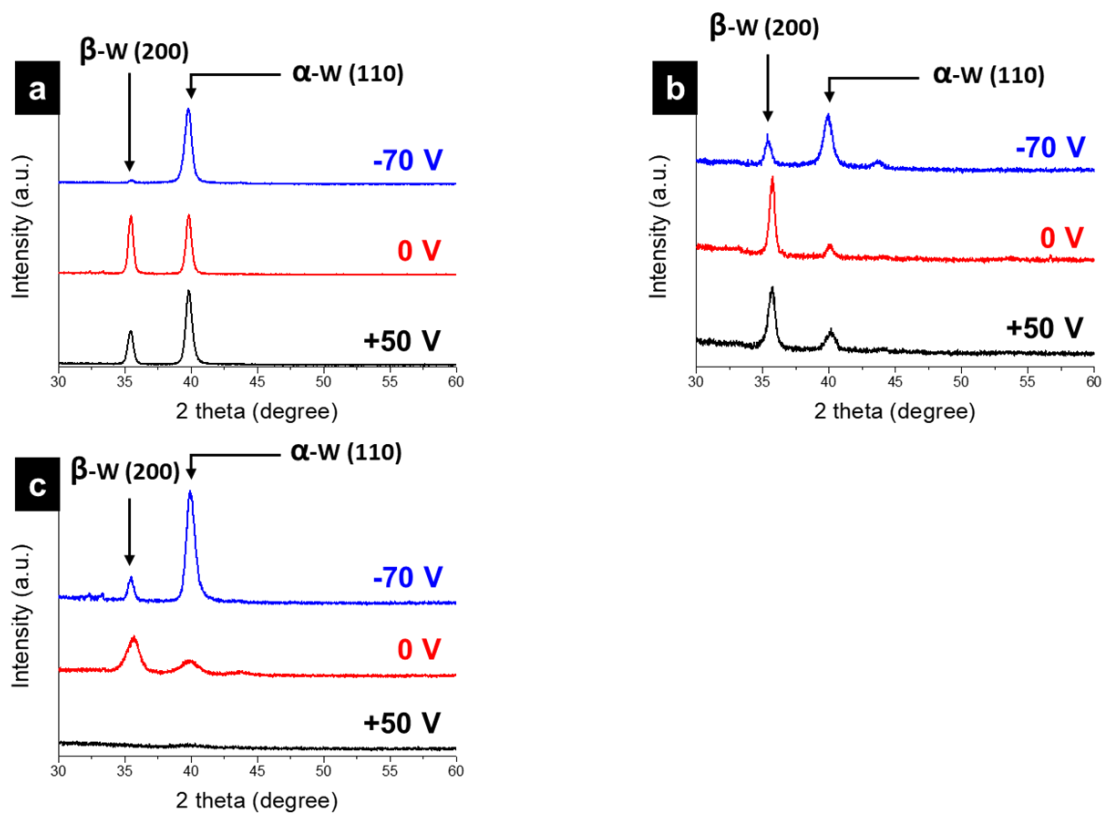 β-W (200)
α-W (110)
a
-70 V
0 V
+50 V
Intensity (a.u.)
30 35 40 45 50 55 60
2 theta (degree)
β-W (200)
α-W (110)
b
-70 V
0 V
+50 V
Intensity (a.u.)
30 35 40 45 50 55 60
2 theta (degree)
β-W (200)
α-W (110)
c
-70 V
0 V
+50 V
Intensity (a.u.)
30 35 40 45 50 55 60
2 theta (degree)